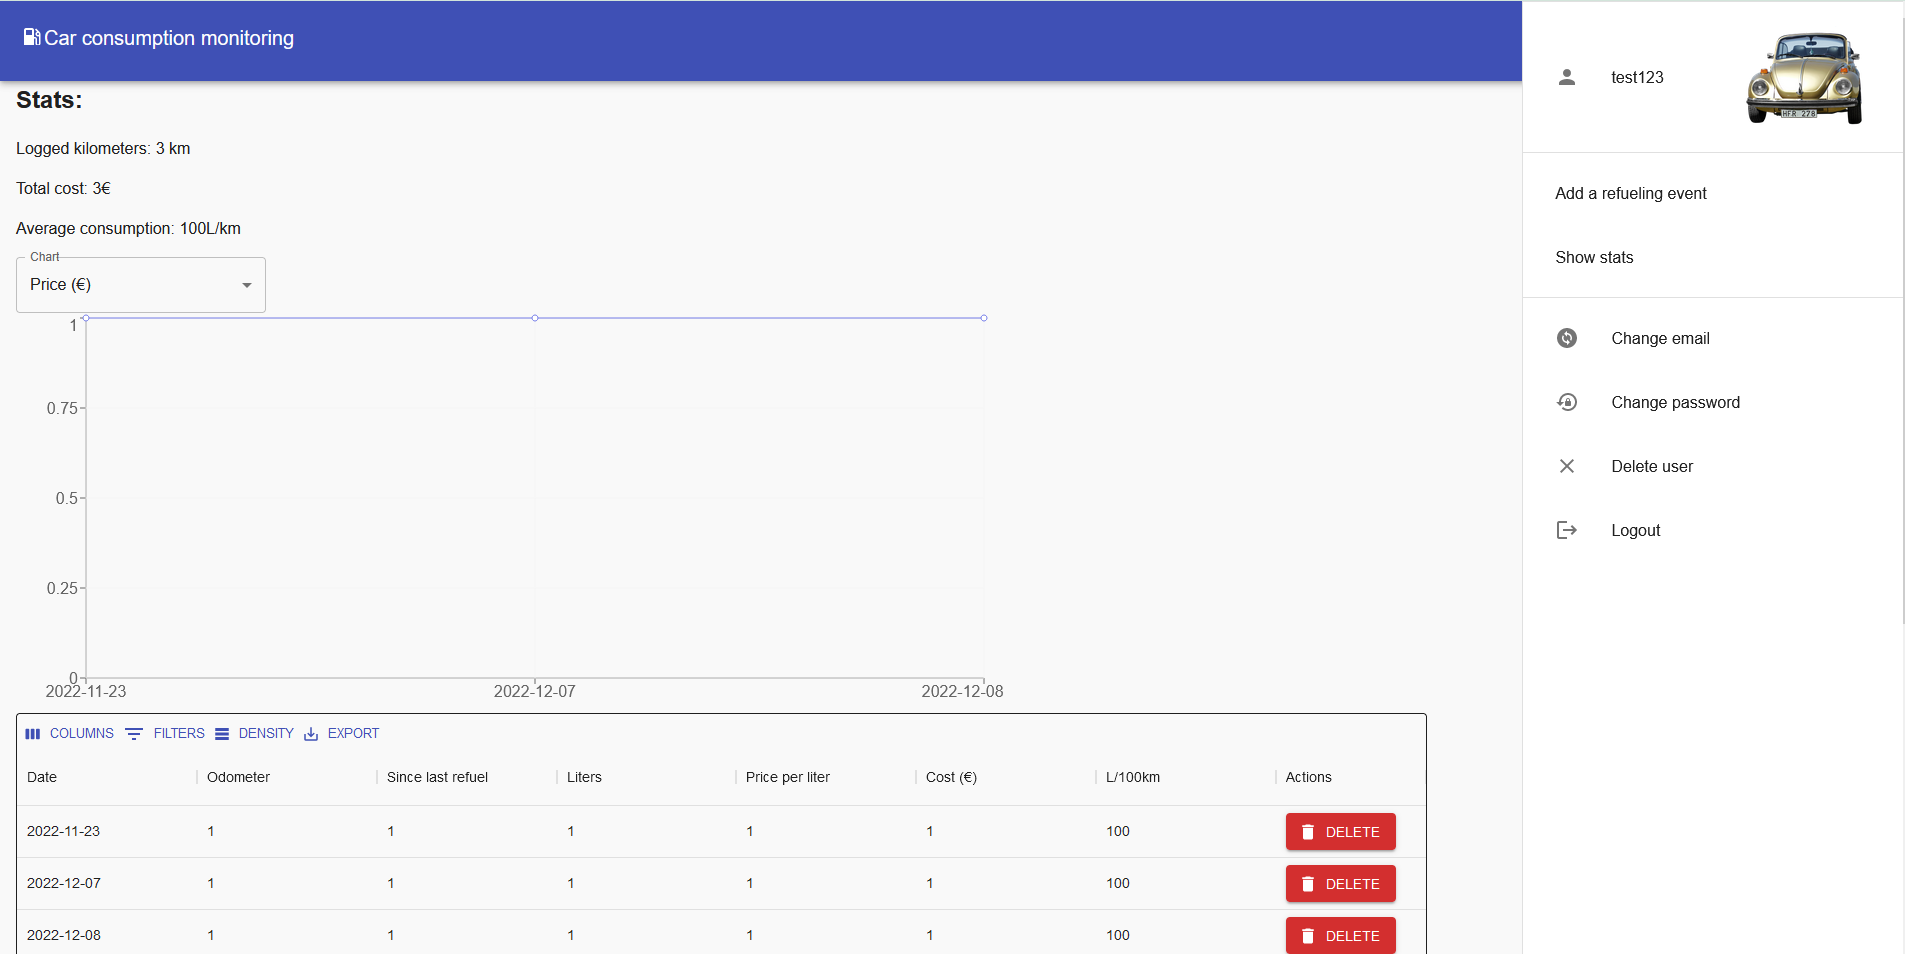 Car consumption monitoring
Stats:
Logged kilometers: 3 km
Total cost: 3€
Average consumption: 100L/km
Chart
Price (€)
1
0.75
0.5
0.25
0
2022-11-23 2022-12-07 2022-12-08
COLUMNS FILTERS DENSITY EXPORT
Date Odometer Since last refuel Liters Price per liter Cost (€) L/100km Actions
2022-11-23 1 1 1 1 1 100 DELETE
2022-12-07 1 1 1 1 1 100 DELETE
2022-12-08 1 1 1 1 1 100 DELETE
test123
HFR 278
Add a refueling event
Show stats
Change email
Change password
Delete user
Logout